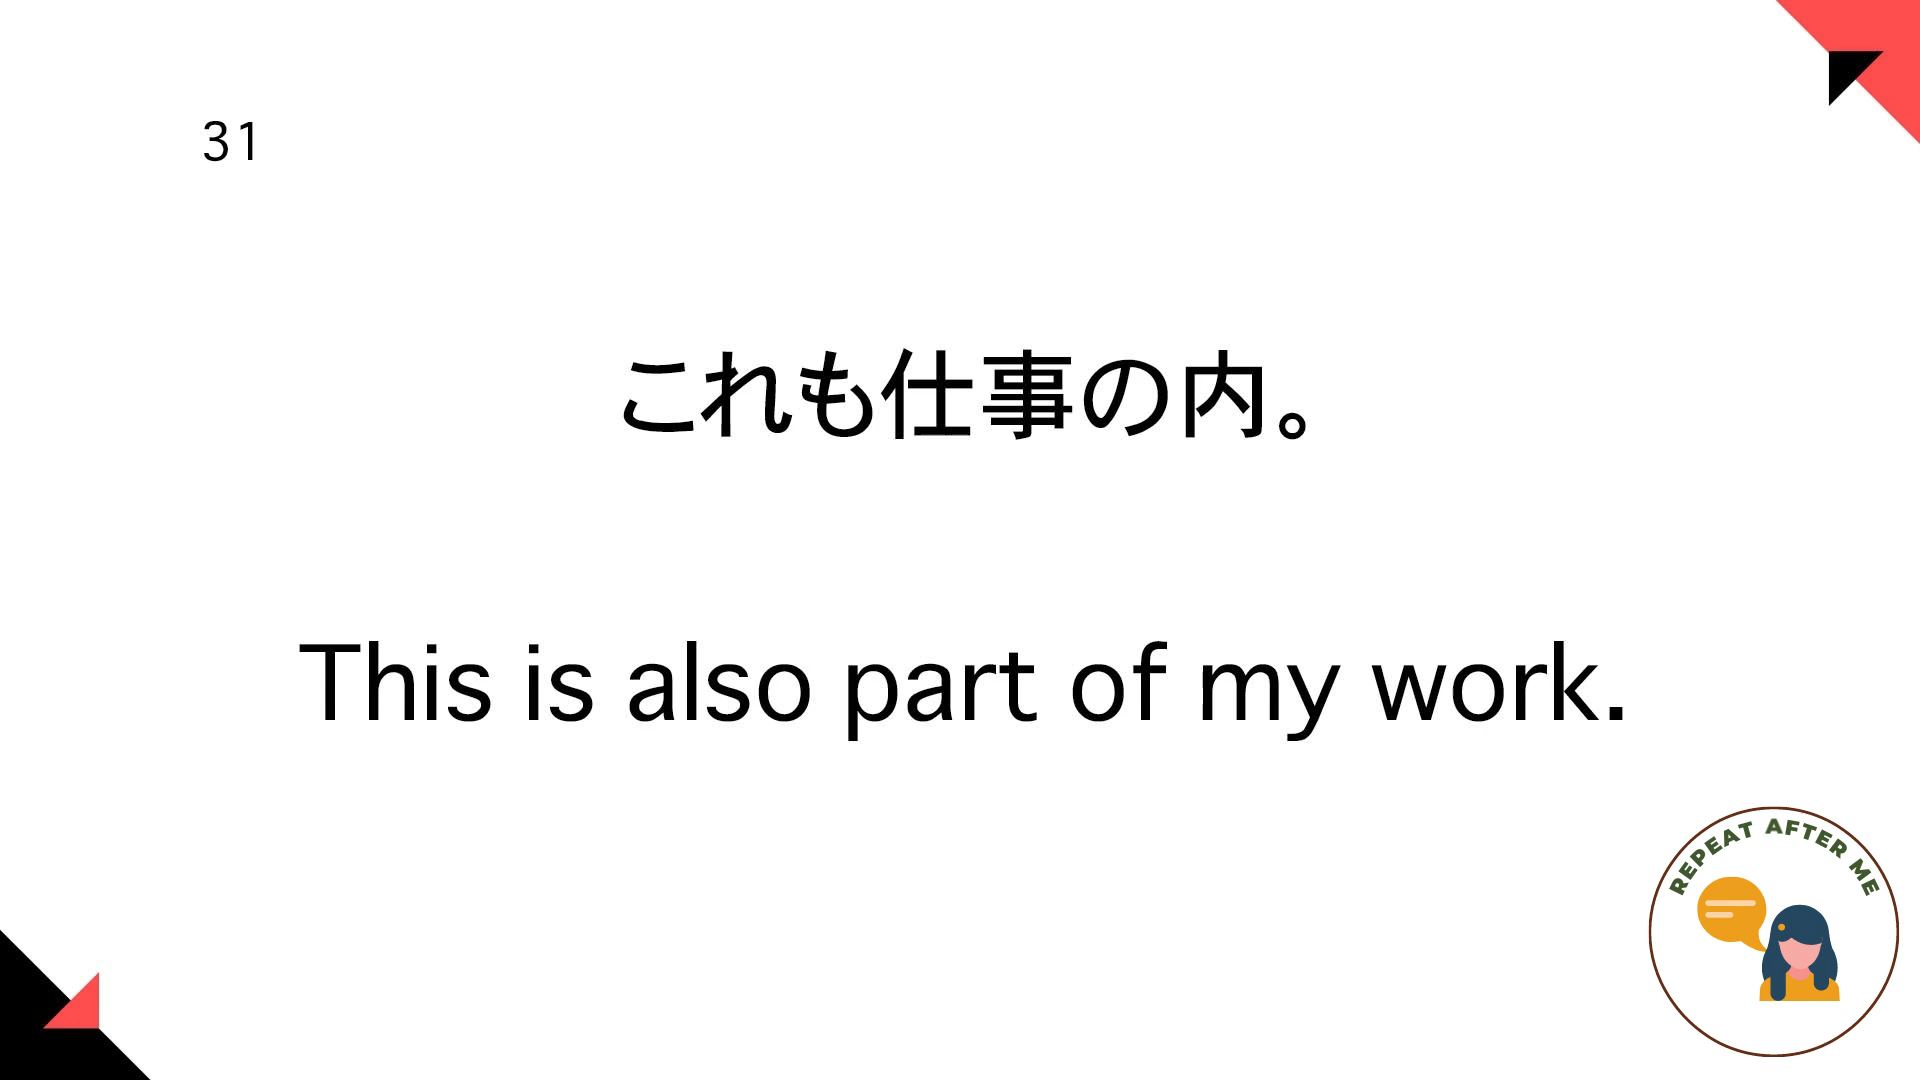 31
これも仕事の内。
This is also part of my work.
REPEAT AFTER ME